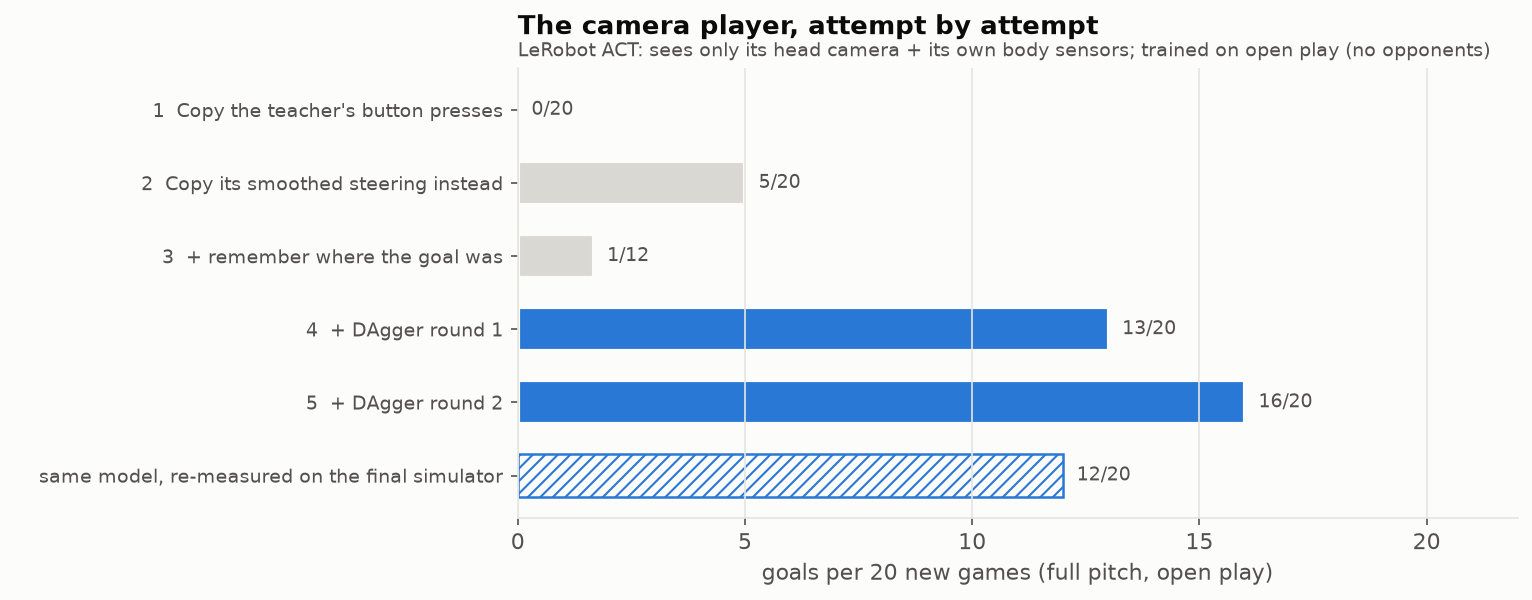 The camera player, attempt by attempt
LeRobot ACT: sees only its head camera + its own body sensors; trained on open play (no opponents)
1  Copy the teacher's button presses
0/20
2  Copy its smoothed steering instead
5/20
3  + remember where the goal was
1/12
4  + DAgger round 1
13/20
5  + DAgger round 2
16/20
same model, re-measured on the final simulator
12/20
0 5 10 15 20
goals per 20 new games (full pitch, open play)